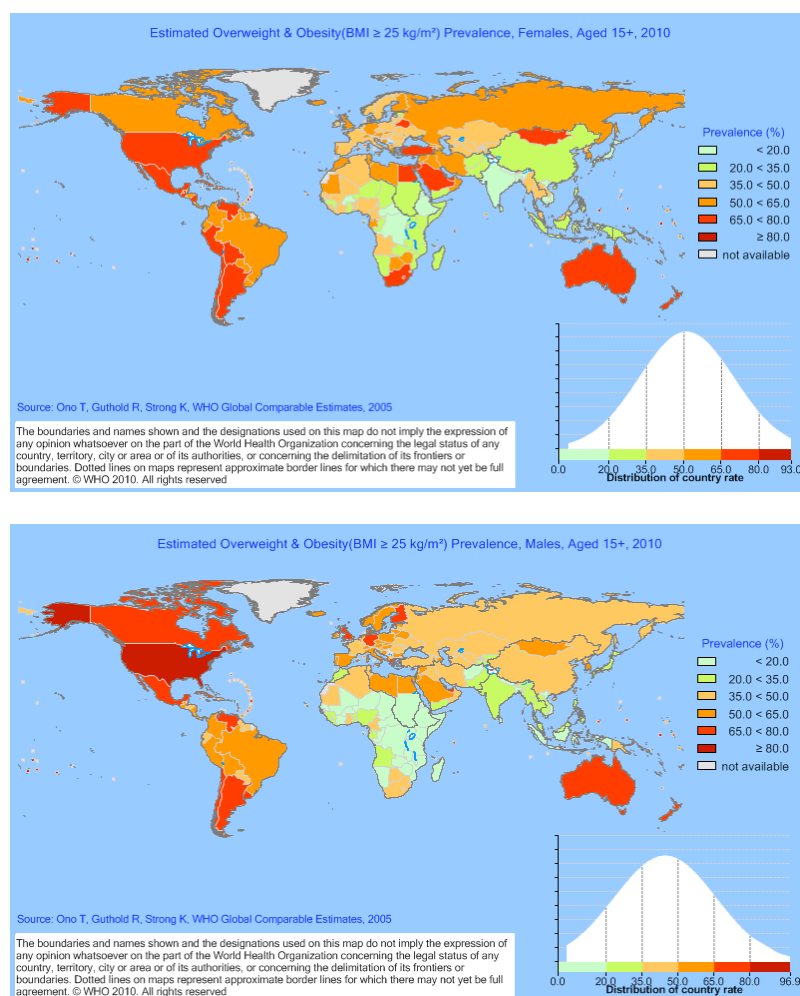 Estimated Overweight & Obesity(BMI ≥ 25 kg/m²) Prevalence, Females, Aged 15+, 2010
Prevalence (%)
< 20.0
20.0 < 35.0
35.0 < 50.0
50.0 < 65.0
65.0 < 80.0
≥ 80.0
not available
Source: Ono T, Guthold R, Strong K, WHO Global Comparable Estimates, 2005
The boundaries and names shown and the designations used on this map do not imply the expression of
any opinion whatsoever on the part of the World Health Organization concerning the legal status of any
country, territory, city or area or of its authorities, or concerning the delimitation of its frontiers or
boundaries. Dotted lines on maps represent approximate border lines for which there may not yet be full
agreement. © WHO 2010. All rights reserved
0.0 20.0 35.0 50.0 65.0 80.0 93.0
Distribution of country rate
Estimated Overweight & Obesity(BMI ≥ 25 kg/m²) Prevalence, Males, Aged 15+, 2010
Prevalence (%)
< 20.0
20.0 < 35.0
35.0 < 50.0
50.0 < 65.0
65.0 < 80.0
≥ 80.0
not available
Source: Ono T, Guthold R, Strong K, WHO Global Comparable Estimates, 2005
The boundaries and names shown and the designations used on this map do not imply the expression of
any opinion whatsoever on the part of the World Health Organization concerning the legal status of any
country, territory, city or area or of its authorities, or concerning the delimitation of its frontiers or
boundaries. Dotted lines on maps represent approximate border lines for which there may not yet be full
agreement. © WHO 2010. All rights reserved
0.0 20.0 35.0 50.0 65.0 80.0 96.9
Distribution of country rate